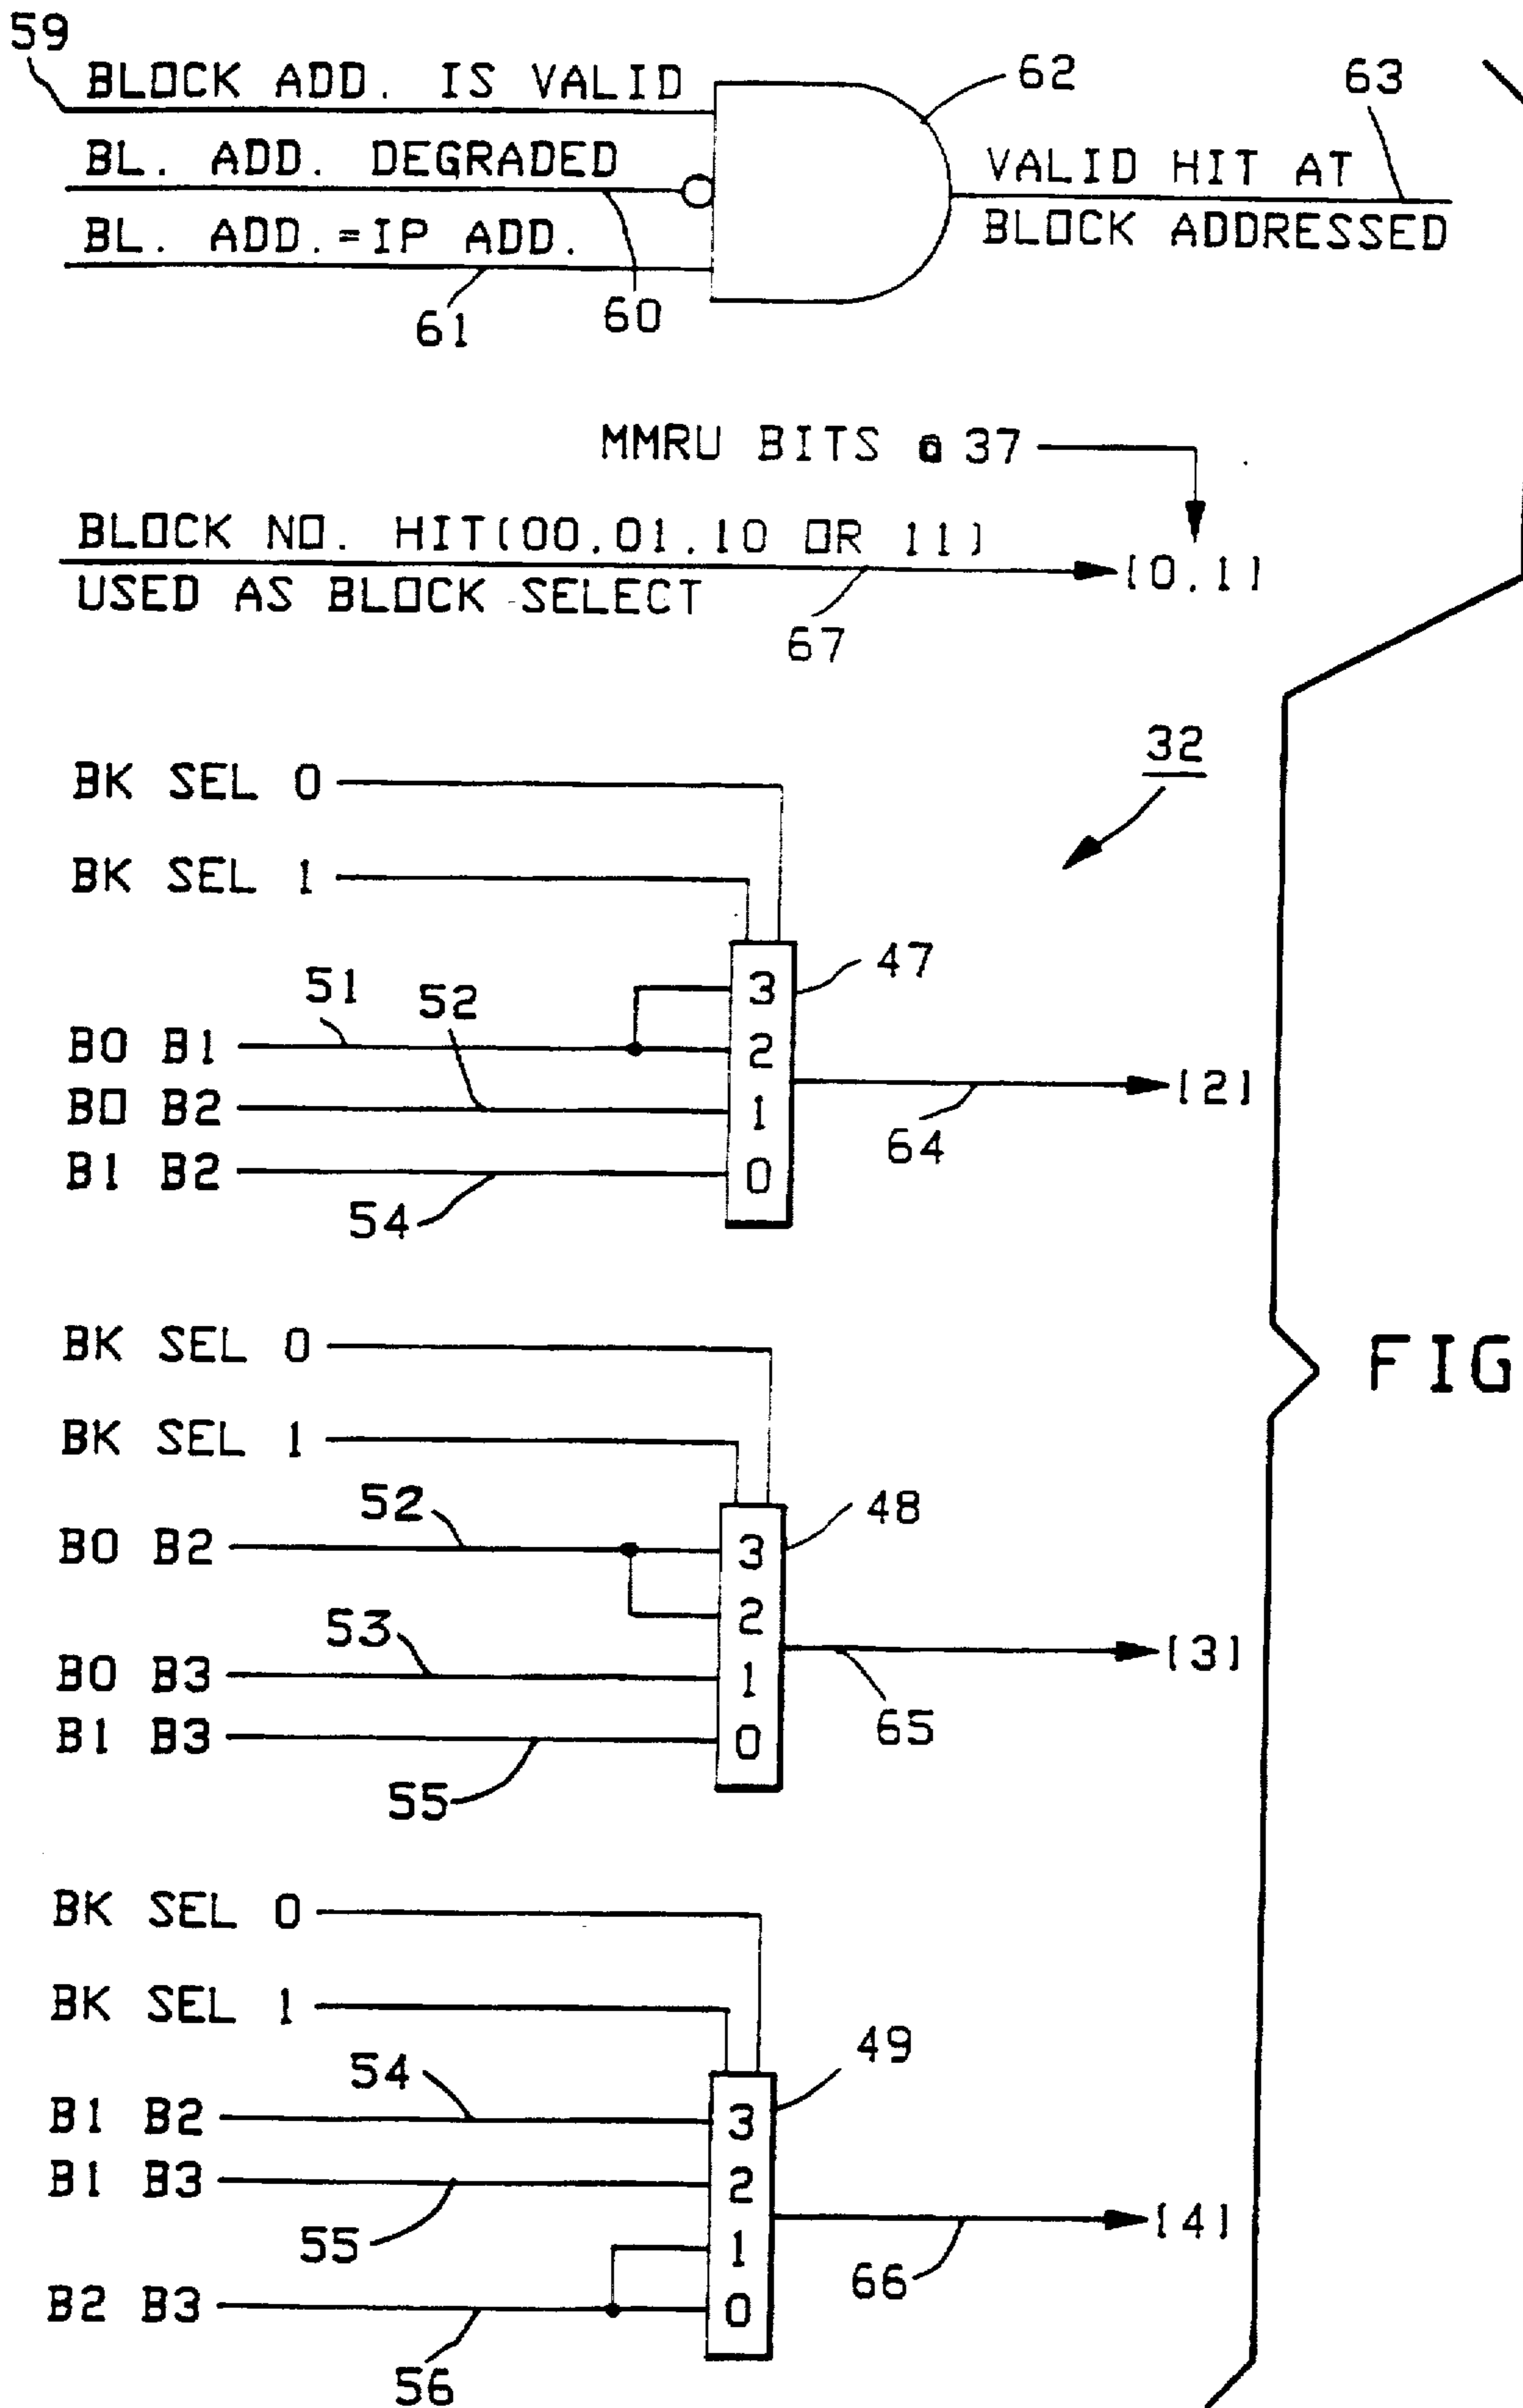 59
BLOCK ADD. IS VALID
62
63
BL. ADD. DEGRADED
VALID HIT AT
BL. ADD.=IP ADD.
BLOCK ADDRESSED
61
60
MMRU BITS @ 37
BLOCK NO. HIT(00,01,10 OR 11)
[0,1]
USED AS BLOCK SELECT
67
32
BK SEL 0
BK SEL 1
47
3
51
52
B0 B1
2
[2]
B0 B2
1
64
B1 B2
0
54
BK SEL 0
FIG
BK SEL 1
52
48
B0 B2
3
2
53
[3]
B0 B3
1
65
B1 B3
0
55
BK SEL 0
BK SEL 1
49
54
B1 B2
3
B1 B3
2
[4]
55
1
66
B2 B3
0
56